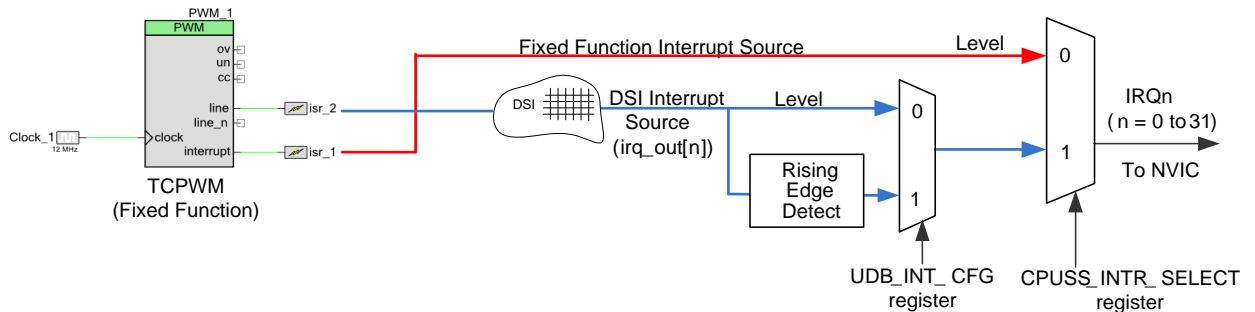 PWM_1
PWM
ov
un
cc
line
line_n
clock
interrupt
Clock_1
12 MHz
isr_2
isr_1
TCPWM
(Fixed Function)
Fixed Function Interrupt Source
Level
DSI
DSI Interrupt
Source
(irq_out[n])
Level
Rising
Edge
Detect
0
1
UDB_INT_ CFG
register
0
1
CPUSS_INTR_ SELECT
register
IRQn
( n = 0 to 31)
To NVIC